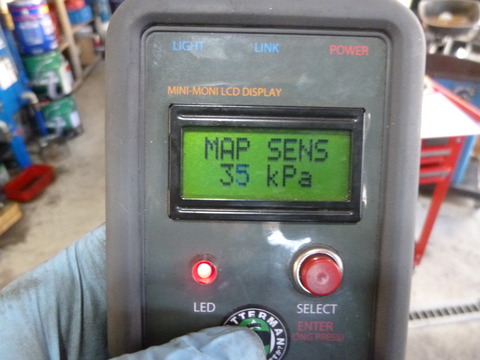 LIGHT LINK POWER
MINI-MONI LCD DISPLAY
MAP SENS
35 kPa
LED SELECT
ENTER